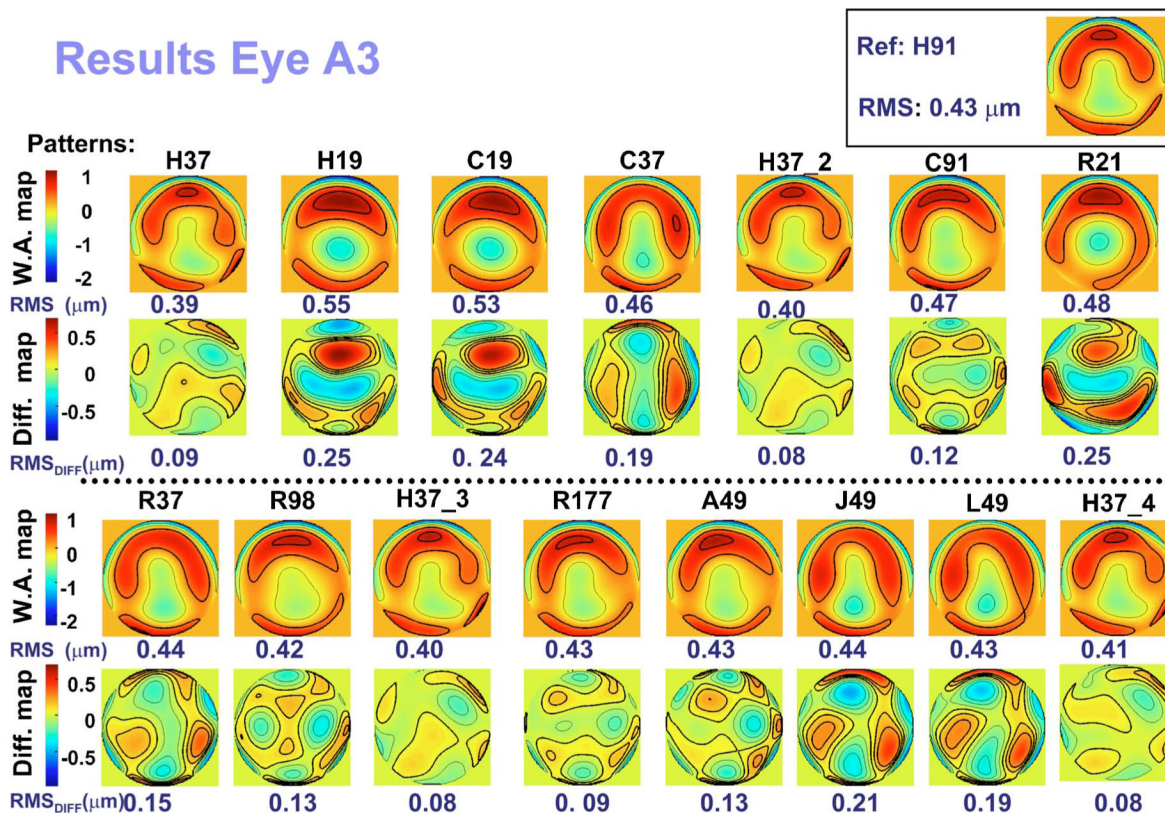 Results Eye A3
Ref: H91
RMS: 0.43 μm
Patterns:
H37 H19 C19 C37 H37_2 C91 R21
W.A. map
1
0
-1
-2
RMS (μm) 0.39 0.55 0.53 0.46 0.40 0.47 0.48
Diff. map
0.5
0
-0.5
RMSDIFF(μm) 0.09 0.25 0. 24 0.19 0.08 0.12 0.25
R37 R98 H37_3 R177 A49 J49 L49 H37_4
W.A. map
1
0
-1
-2
RMS (μm) 0.44 0.42 0.40 0.43 0.43 0.44 0.43 0.41
Diff. map
0.5
0
-0.5
RMSDIFF(μm) 0.15 0.13 0.08 0. 09 0.13 0.21 0.19 0.08